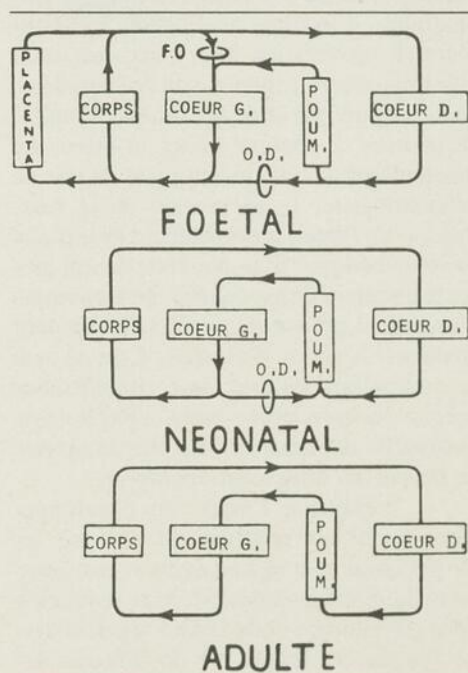 F.O
PLACENTA
CORPS
COEUR G.
POUM.
COEUR D.
O.D.
FOETAL
CORPS
COEUR G.
POUM.
COEUR D.
O.D.
NEONATAL
CORPS
COEUR G.
POUM.
COEUR D.
ADULTE